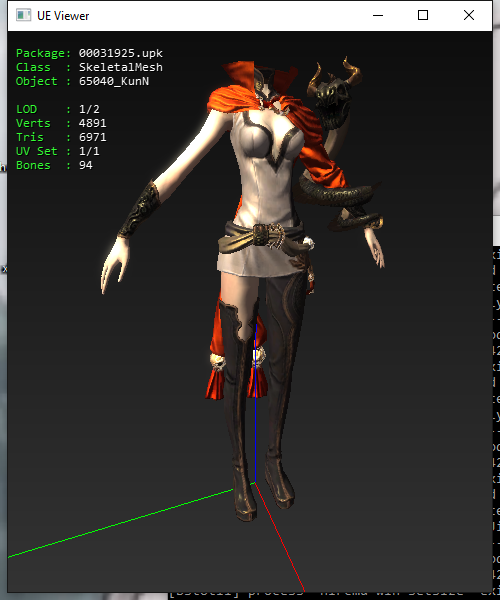 UE Viewer
Package: 00031925.upk
Class : SkeletalMesh
Object : 65040_KunN
LOD : 1/2
Verts : 4891
Tris : 6971
UV Set : 1/1
Bones : 94